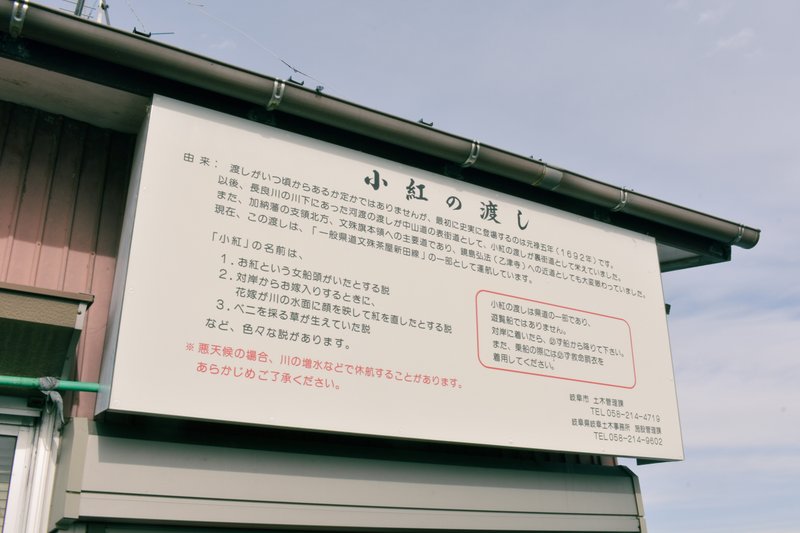 小紅の渡し
由来：渡しがいつ頃からあるか定かではありませんが、最初に史実に登場するのは元禄五年(1692年)です。
以後、長良川の川下にあった河渡の渡しが中山道の表街道として、小紅の渡しが裏街道として栄えていました。
また、加納藩の支頭北方、文殊旗本領への主要道であり、鏡島弘法(乙津寺)への近道としても大変賑わっていました。
現在、この渡しは、「一般県道文殊茶屋新田線」の一部として運航しています。
「小紅」の名前は、
1．お紅という女船頭がいたとする説
2．対岸からお嫁入りするときに、
花嫁が川の水面に顔を映して紅を直したとする説
3．ベニを採る草が生えていた説
など、色々な説があります。
※悪天候の場合、川の増水などで休航することがあります。
あらかじめご了承ください。
小紅の渡しは県道の一部であり、
遊覧船ではありません。
対岸に着いたら、必ず船から降りて下さい。
また、乗船の際には必ず救命胴衣を
着用してください。
岐阜市 土木管理課
TEL 058-214-4719
岐阜県岐阜土木事務所 施設管理課
TEL 058-214-9602